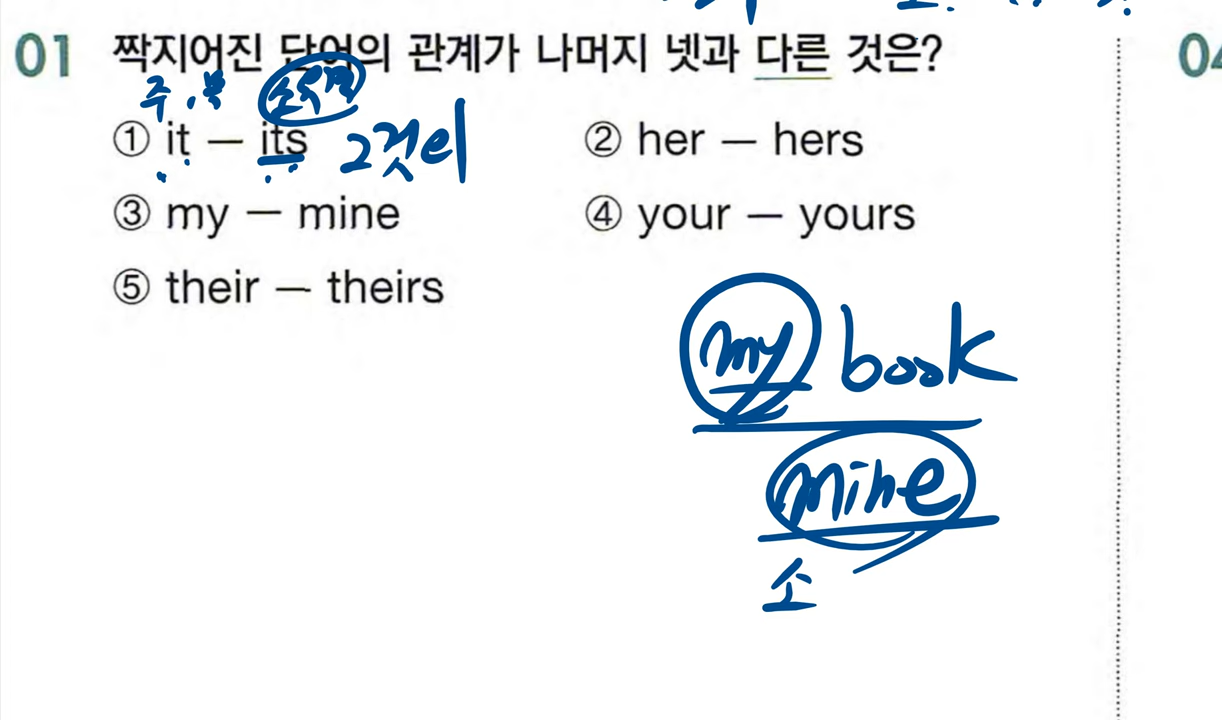 01 짝지어진 단어의 관계가 나머지 넷과 다른 것은?
04
주, 목 소유격
① it — its 그것의
② her — hers
③ my — mine
④ your — yours
⑤ their — theirs
my book
mine
소